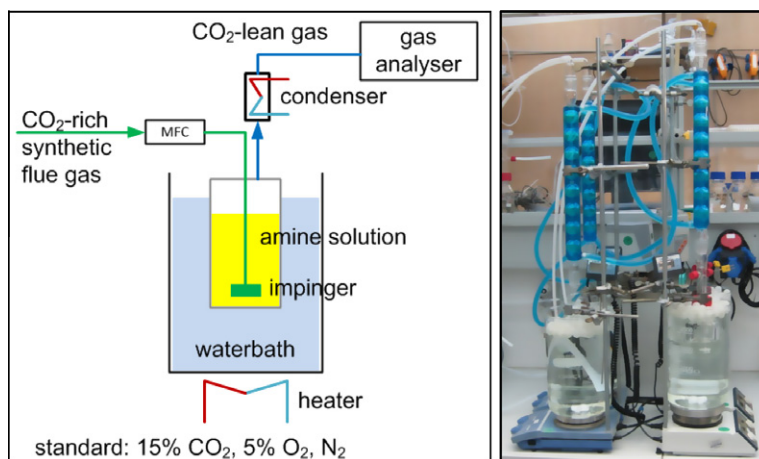 CO₂-lean gas
gas
analyser
condenser
CO₂-rich
synthetic
flue gas
MFC
amine solution
impinger
waterbath
heater
standard: 15% CO₂, 5% O₂, N₂